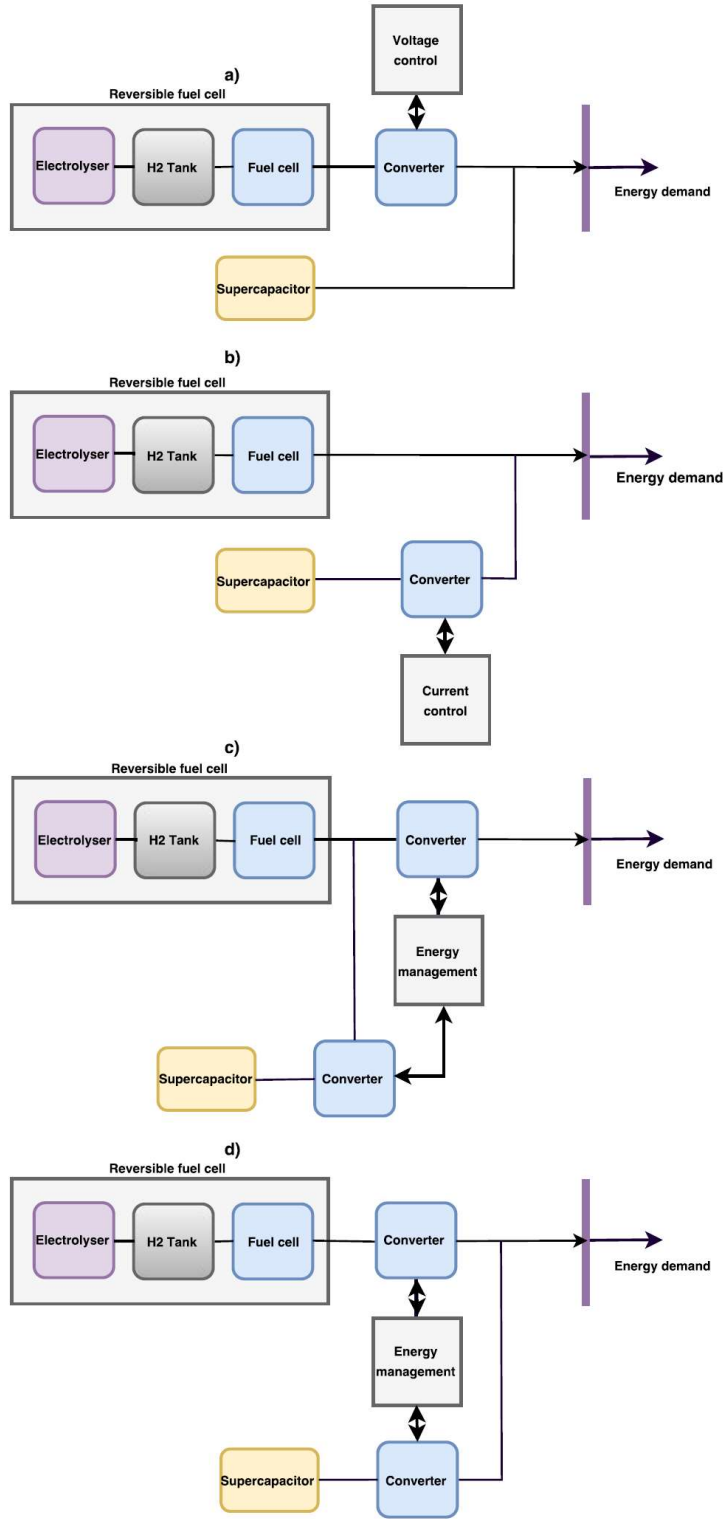 Voltage
control
a)
Reversible fuel cell
Electrolyser
H2 Tank
Fuel cell
Converter
Energy demand
Supercapacitor
b)
Reversible fuel cell
Electrolyser
H2 Tank
Fuel cell
Energy demand
Supercapacitor
Converter
Current
control
c)
Reversible fuel cell
Electrolyser
H2 Tank
Fuel cell
Converter
Energy demand
Energy
management
Supercapacitor
Converter
d)
Reversible fuel cell
Electrolyser
H2 Tank
Fuel cell
Converter
Energy demand
Energy
management
Supercapacitor
Converter